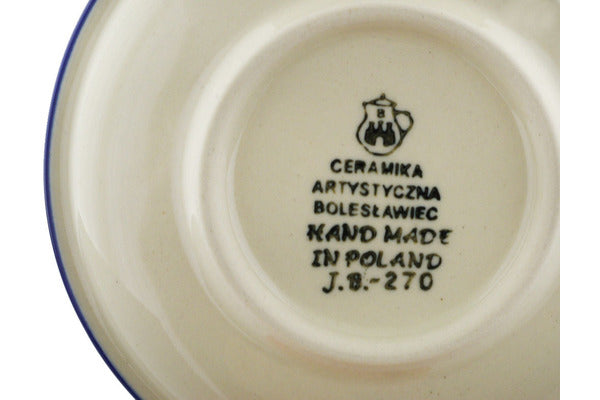 B
CERAMIKA
ARTYSTYCZNA
BOLESŁAWIEC
HAND MADE
IN POLAND
J.B.-270